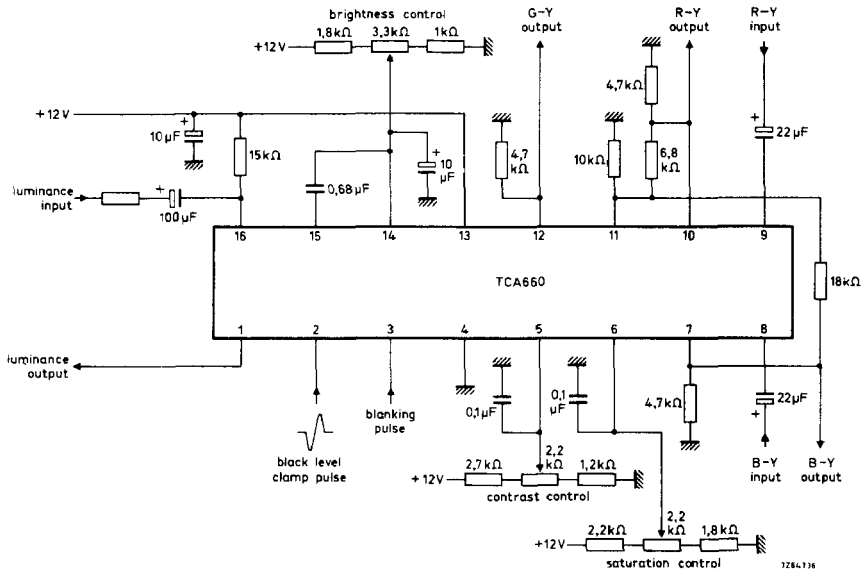 brightness control
G-Y
output
R-Y
output
R-Y
input
+12V
1,8kΩ
3,3kΩ
1kΩ
+12V
10µF
+
15kΩ
luminance
input
+
100µF
0,68µF
+
10
µF
4,7
kΩ
10kΩ
4,7kΩ
6,8
kΩ
+
22µF
16
15
14
13
12
11
10
9
TCA660
18kΩ
1
2
3
4
5
6
7
8
luminance
output
black level
clamp pulse
blanking
pulse
0,1µF
0,1
µF
4,7kΩ
22µF
+
B-Y
input
B-Y
output
+12V
2,7kΩ
2,2
kΩ
1,2kΩ
contrast control
+12V
2,2kΩ
2,2
kΩ
1,8kΩ
saturation control
7Z64736